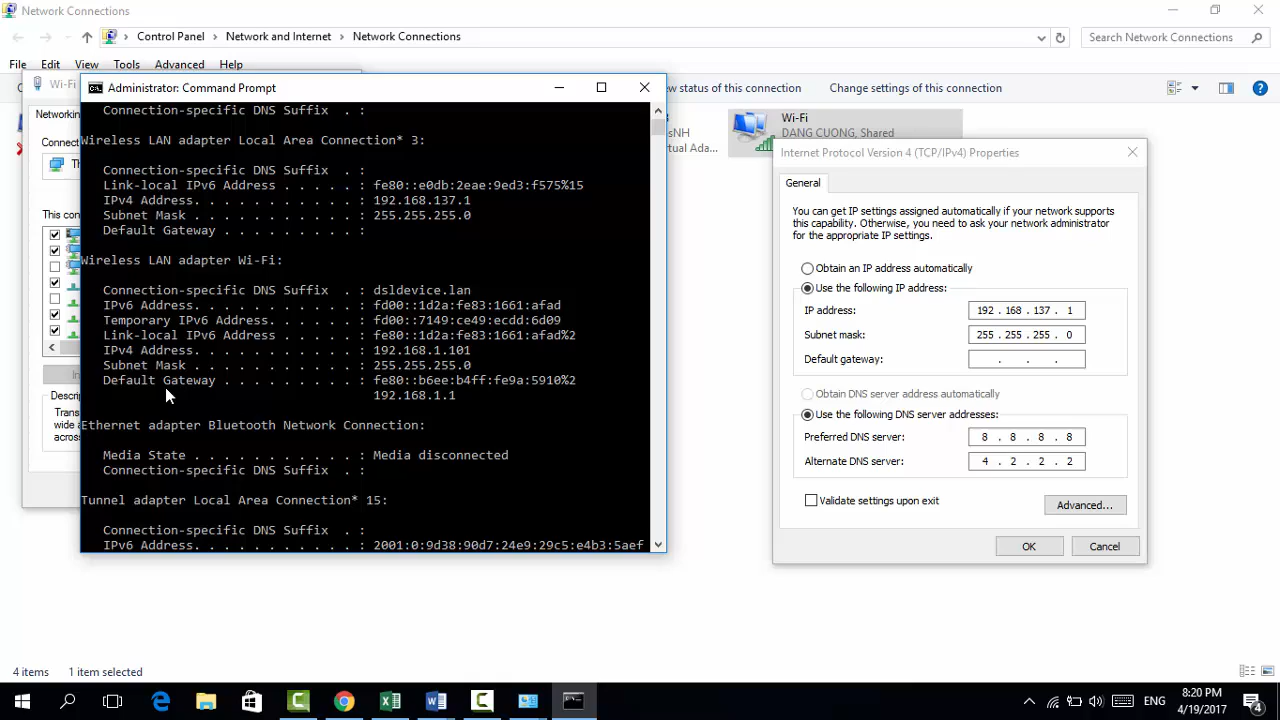 Network Connections
Control Panel
Network and Internet
Network Connections
Search Network Connections
File Edit View Tools Advanced Help
Wi-Fi
Networking
This con
Administrator: Command Prompt
Connection-specific DNS Suffix . :
Wireless LAN adapter Local Area Connection* 3:
Connection-specific DNS Suffix . :
Link-local IPv6 Address . . . . . : fe80::e0db:2eae:9ed3:f575%15
IPv4 Address. . . . . . . . . . . : 192.168.137.1
Subnet Mask . . . . . . . . . . . : 255.255.255.0
Default Gateway . . . . . . . . . :
Wireless LAN adapter Wi-Fi:
Connection-specific DNS Suffix . : dsldevice.lan
IPv6 Address. . . . . . . . . . . : fd00::1d2a:fe83:1661:afad
Temporary IPv6 Address. . . . . . : fd00::7149:ce49:ecdd:6d09
Link-local IPv6 Address . . . . . : fe80::1d2a:fe83:1661:afad%2
IPv4 Address. . . . . . . . . . . : 192.168.1.101
Subnet Mask . . . . . . . . . . . : 255.255.255.0
Default Gateway . . . . . . . . . : fe80::b6ee:b4ff:fe9a:5910%2
192.168.1.1
Ethernet adapter Bluetooth Network Connection:
Media State . . . . . . . . . . . : Media disconnected
Connection-specific DNS Suffix . :
Tunnel adapter Local Area Connection* 15:
Connection-specific DNS Suffix . :
IPv6 Address. . . . . . . . . . . : 2001:0:9d38:90d7:24e9:29c5:e4b3:5aef
status of this connection
Change settings of this connection
Wi-Fi
DANG CUONG, Shared
Internet Protocol Version 4 (TCP/IPv4) Properties
General
You can get IP settings assigned automatically if your network supports
this capability. Otherwise, you need to ask your network administrator
for the appropriate IP settings.
Obtain an IP address automatically
Use the following IP address:
IP address: 192 . 168 . 137 . 1
Subnet mask: 255 . 255 . 255 . 0
Default gateway: . . .
Obtain DNS server address automatically
Use the following DNS server addresses:
Preferred DNS server: 8 . 8 . 8 . 8
Alternate DNS server: 4 . 2 . 2 . 2
Validate settings upon exit
Advanced...
OK Cancel
4 items 1 item selected
ENG
8:20 PM
4/19/2017
4